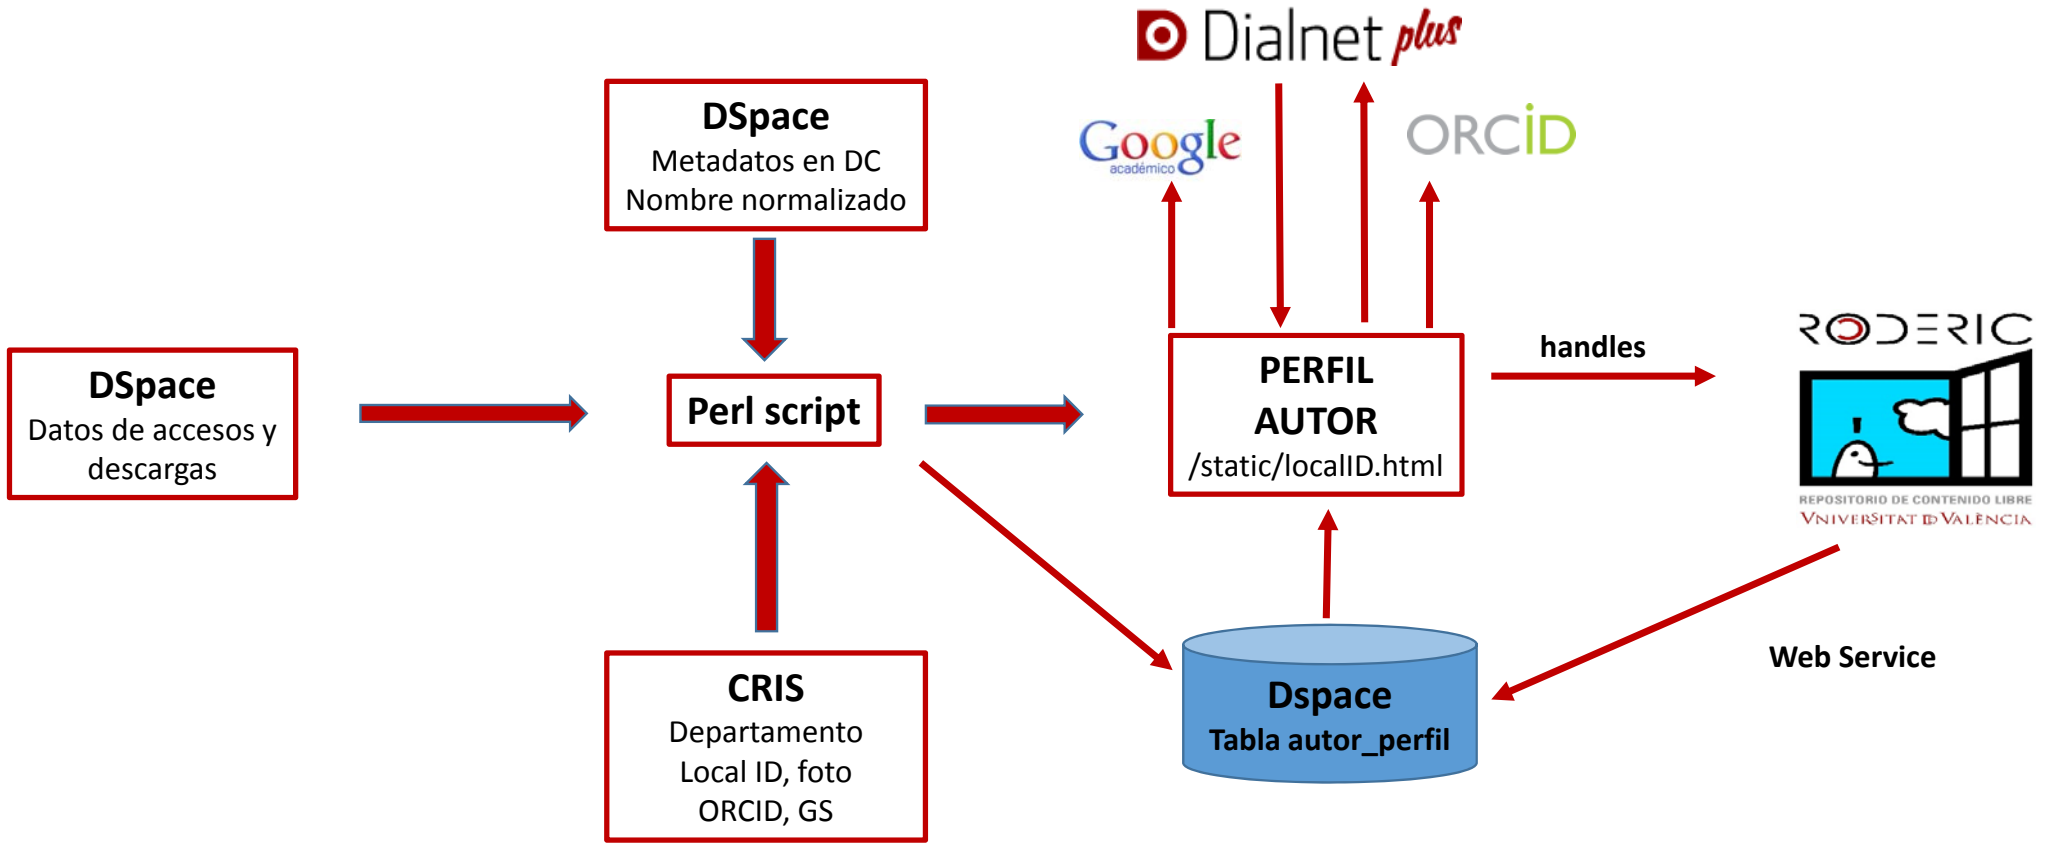 Dialnet plus
DSpace
Metadatos en DC
Nombre normalizado
Google
académico
ORCiD
DSpace
Datos de accesos y
descargas
Perl script
PERFIL
AUTOR
/static/localID.html
handles
RODERIC
REPOSITORIO DE CONTENIDO LIBRE
VNIVERSITAT D VALÈNCIA
CRIS
Departamento
Local ID, foto
ORCID, GS
Dspace
Tabla autor_perfil
Web Service